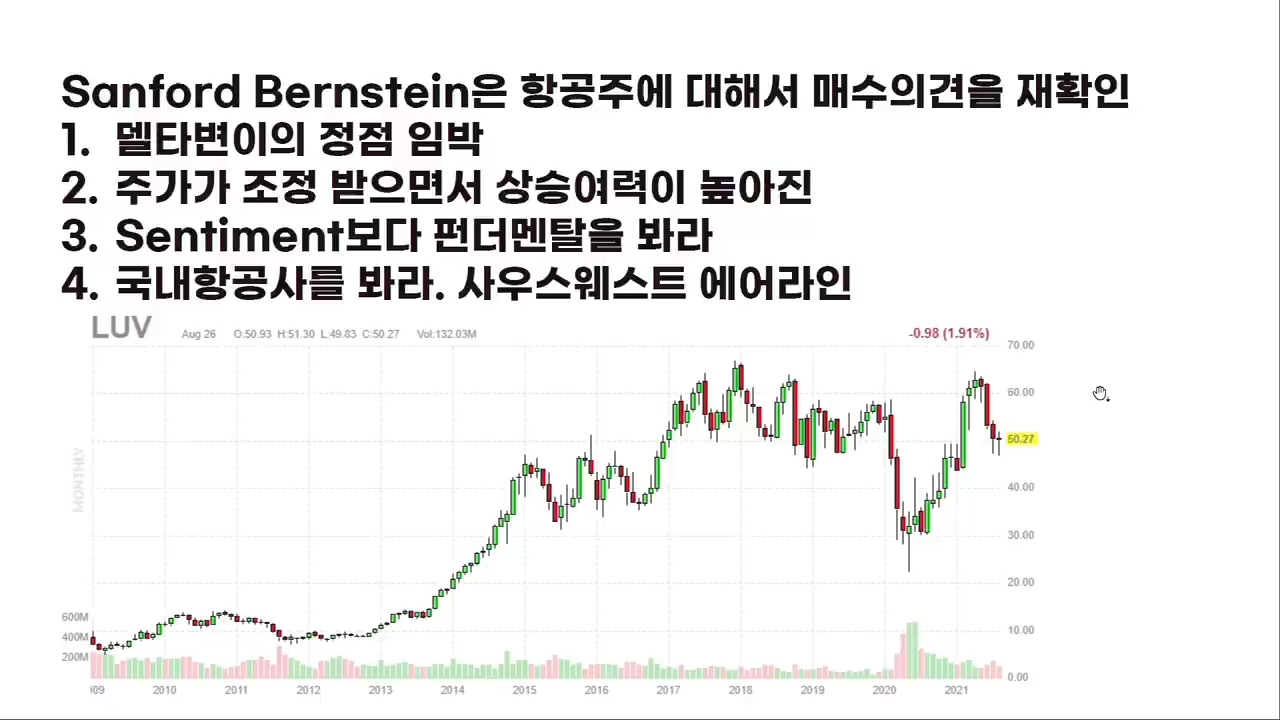 Sanford Bernstein은 항공주에 대해서 매수의견을 재확인
1. 델타변이의 정점 임박
2. 주가가 조정 받으면서 상승여력이 높아진
3. Sentiment보다 펀더멘탈을 봐라
4. 국내항공사를 봐라. 사우스웨스트 에어라인
LUV Aug 26 O:50.93 H:51.30 L:49.83 C:50.27 Vol:132.03M -0.98 (1.91%)
70.00
60.00
50.27
40.00
30.00
20.00
10.00
0.00
MONTHLY
600M
400M
200M
09 2010 2011 2012 2013 2014 2015 2016 2017 2018 2019 2020 2021